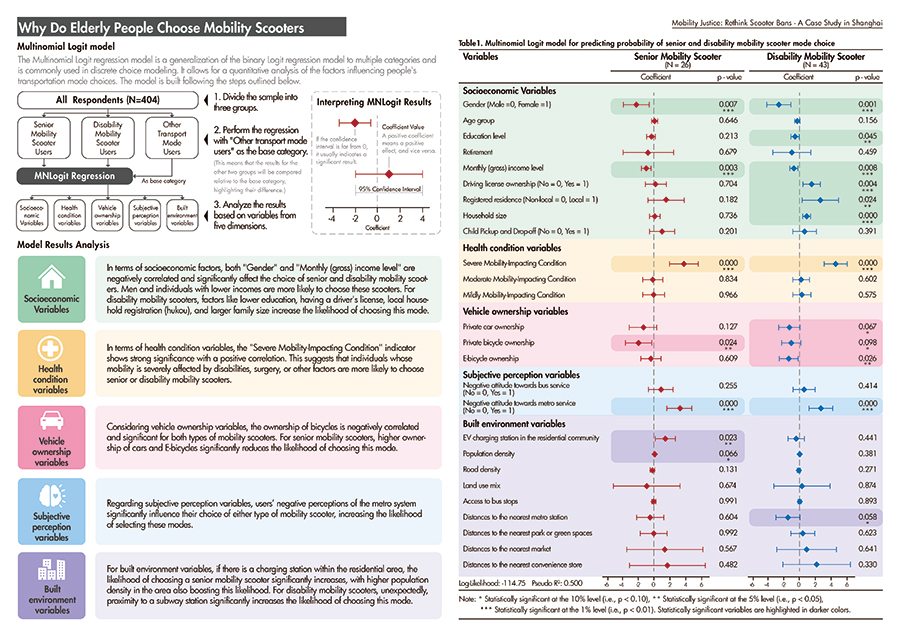 Why Do Elderly People Choose Mobility Scooters
Mobility Justice: Rethink Scooter Bans - A Case Study in Shanghai
Multinomial Logit model
The Multinomial Logit regression model is a generalization of the binary Logit regression model to multiple categories and
is commonly used in discrete choice modeling. It allows for a quantitative analysis of the factors influencing people's
transportation mode choices. The model is built following the steps outlined below.
All Respondents (N=404)
Senior
Mobility
Scooter
Users
Disability
Mobility
Scooter
Users
Other
Transport
Mode
Users
MNLogit Regression
As base category
Socioeco-
nomic
Variables
Health
condition
variables
Vehicle
ownership
variables
Subjective
perception
variables
Built
environment
variables
1. Divide the sample into
three groups.
2. Perform the regression
with "Other transport mode
users" as the base category.
(This means that the results for
the other two groups will be compared
relative to the base category,
highlighting their difference.)
3. Analyze the results
based on variables from
five dimensions.
Interpreting MNLogit Results
If the confidence
interval is far from 0,
it usually indicates a
significant result.
Coefficient Value
A positive coefficient
means a positive
effect, and vice versa.
95% Confidence Interval
-4 -2 0 2 4
Coefficient
Model Results Analysis
Socioeconomic
Variables
In terms of socioeconomic factors, both "Gender" and "Monthly (gross) income level" are
negatively correlated and significantly affect the choice of senior and disability mobility scoot-
ers. Men and individuals with lower incomes are more likely to choose these scooters. For
disability mobility scooters, factors like lower education, having a driver's license, local house-
hold registration (hukou), and larger family size increase the likelihood of choosing this mode.
Health
condition
variables
In terms of health condition variables, the "Severe Mobility-Impacting Condition" indicator
shows strong significance with a positive correlation. This suggests that individuals whose
mobility is severely affected by disabilities, surgery, or other factors are more likely to choose
senior or disability mobility scooters.
Vehicle
ownership
variables
Considering vehicle ownership variables, the ownership of bicycles is negatively correlated
and significant for both types of mobility scooters. For senior mobility scooters, higher owner-
ship of cars and E-bicycles significantly reduces the likelihood of choosing this mode.
Subjective
perception
variables
Regarding subjective perception variables, users' negative perceptions of the metro system
significantly influence their choice of either type of mobility scooter, increasing the likelihood
of selecting these modes.
Built
environment
variables
For built environment variables, if there is a charging station within the residential area, the
likelihood of choosing a senior mobility scooter significantly increases, with higher population
density in the area also boosting this likelihood. For disability mobility scooters, unexpectedly,
proximity to a subway station significantly increases the likelihood of choosing this mode.
Table1. Multinomial Logit model for predicting probability of senior and disability mobility scooter mode choice
Variables Senior Mobility Scooter Disability Mobility Scooter
(N = 26) (N = 43)
Coefficient p - value Coefficient p - value
Socioeconomic Variables
Gender (Male =0, Female =1) 0.007 *** 0.001 ***
Age group 0.646 0.156
Education level 0.213 0.045 **
Retirement 0.679 0.459
Monthly (gross) income level 0.003 *** 0.008 ***
Driving license ownership (No = 0, Yes = 1) 0.704 0.004 ***
Registered residence (Non-local = 0, Local = 1) 0.182 0.024 **
Household size 0.736 0.000 ***
Child Pickup and Drop-off (No = 0, Yes = 1) 0.201 0.391
Health condition variables
Severe Mobility-Impacting Condition 0.000 *** 0.000 ***
Moderate Mobility-Impacting Condition 0.834 0.602
Mildly Mobility-Impacting Condition 0.966 0.575
Vehicle ownership variables
Private car ownership 0.127 0.067 *
Private bicycle ownership 0.024 ** 0.098 *
E-bicycle ownership 0.609 0.026 **
Subjective perception variables
Negative attitude towards bus service
(No = 0, Yes = 1) 0.255 0.414
Negative attitude towards metro service
(No = 0, Yes = 1) 0.000 *** 0.000 ***
Built environment variables
EV charging station in the residential community 0.023 ** 0.441
Population density 0.066 * 0.381
Road density 0.131 0.271
Land use mix 0.674 0.874
Access to bus stops 0.991 0.893
Distances to the nearest metro station 0.604 0.058 *
Distances to the nearest park or green spaces 0.992 0.623
Distances to the nearest market 0.567 0.641
Distances to the nearest convenience store 0.482 0.330
Log-Likelihood: -114.75 Pseudo R²: 0.500 -6 -4 -2 0 2 4 6 -6 -4 -2 0 2 4 6
Note: * Statistically significant at the 10% level (i.e., p < 0.10), ** Statistically significant at the 5% level (i.e., p < 0.05),
*** Statistically significant at the 1% level (i.e., p < 0.01). Statistically significant variables are highlighted in darker colors.